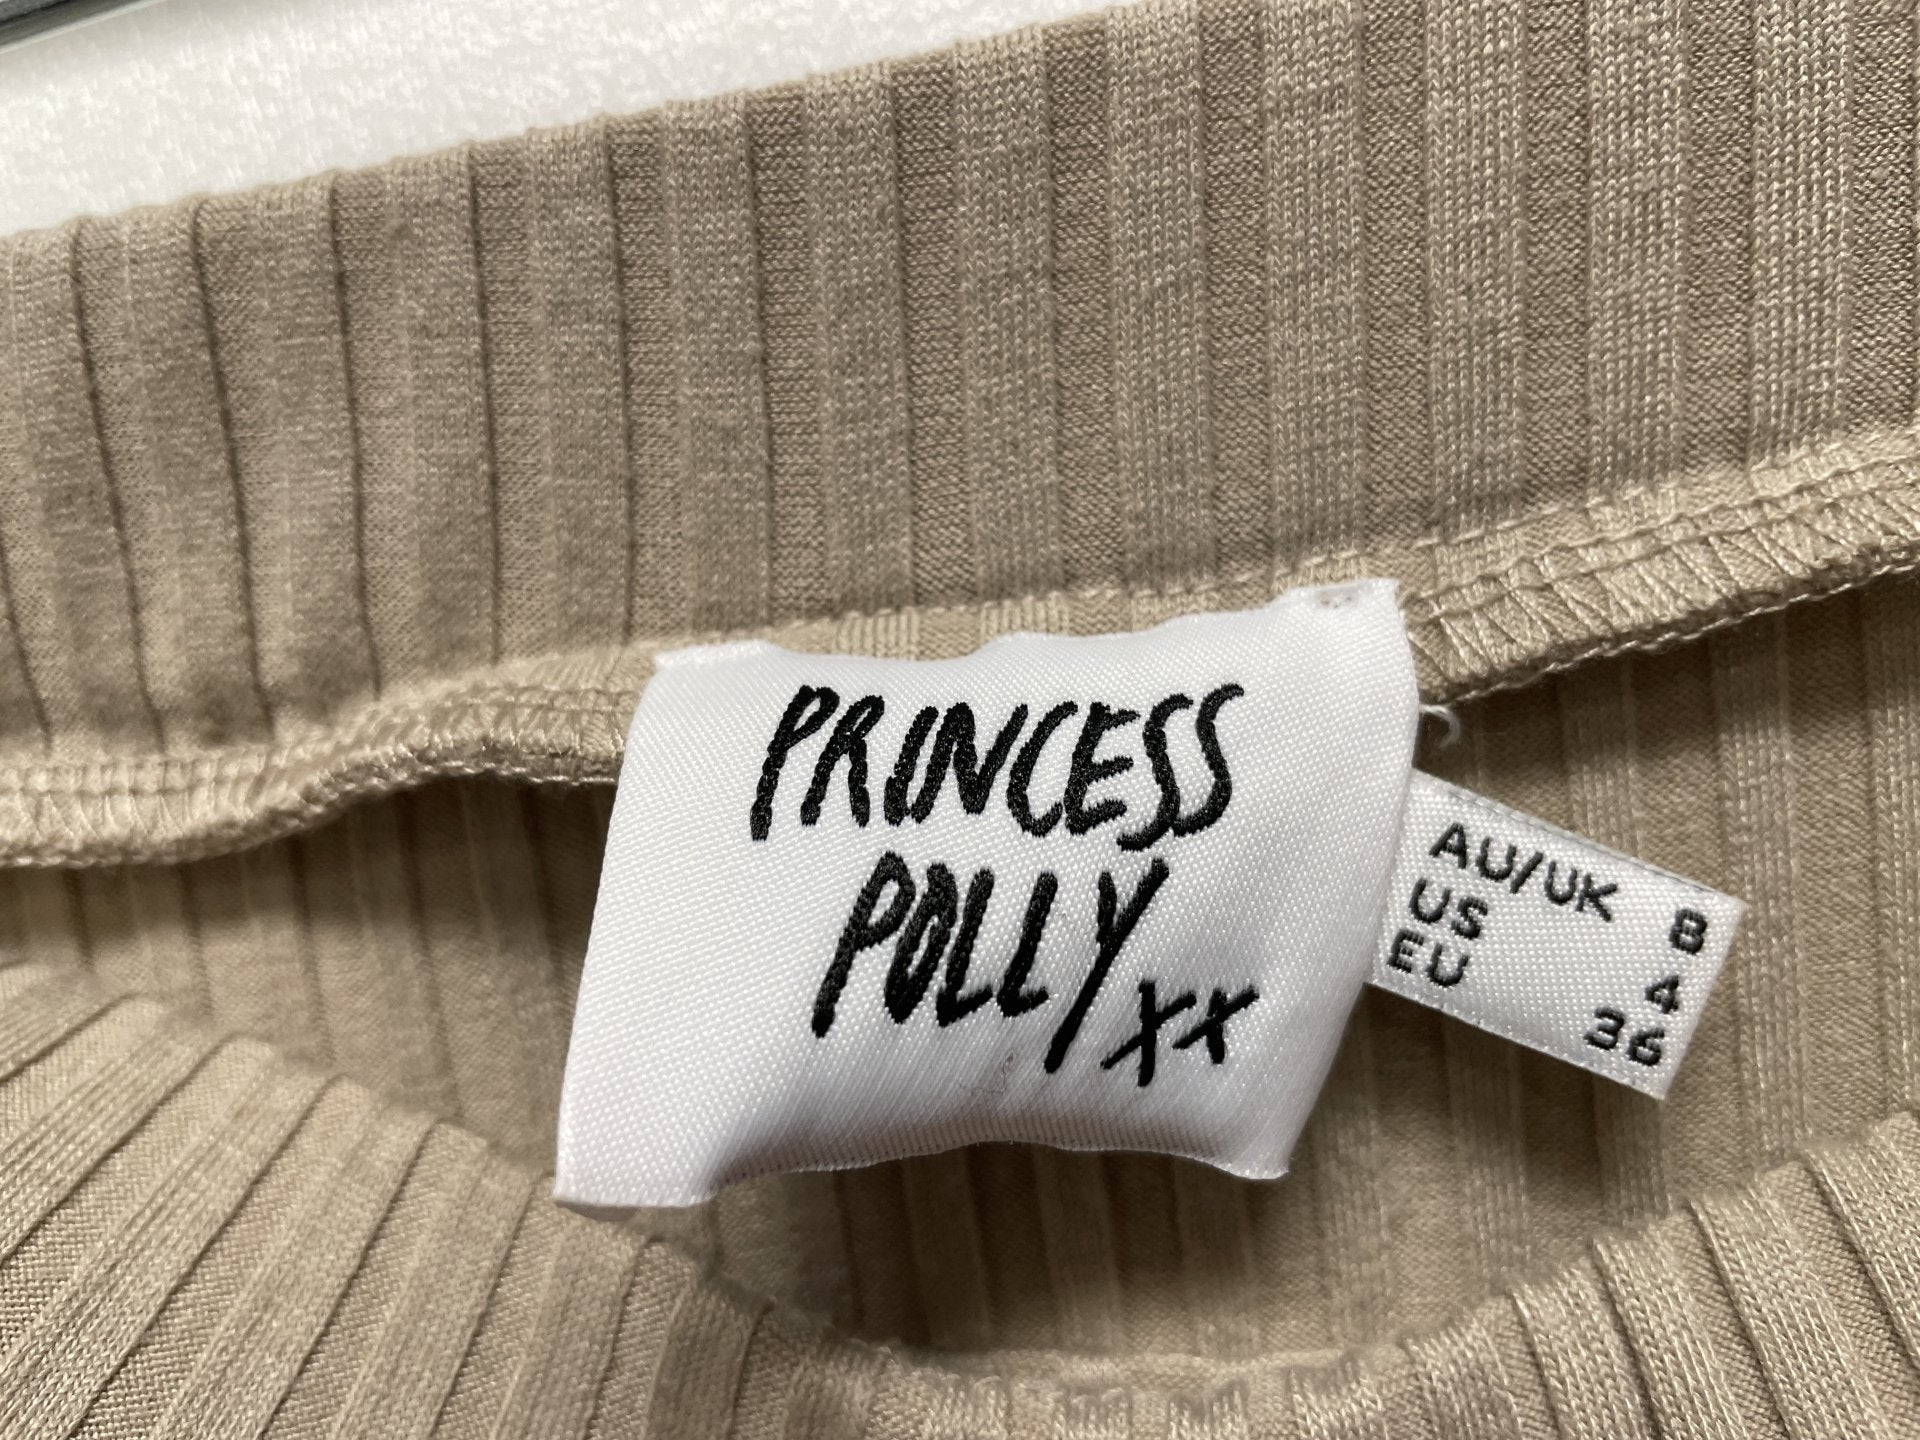 PRINCESS
POLLY xx
AU/UK 8
US 4
EU 36